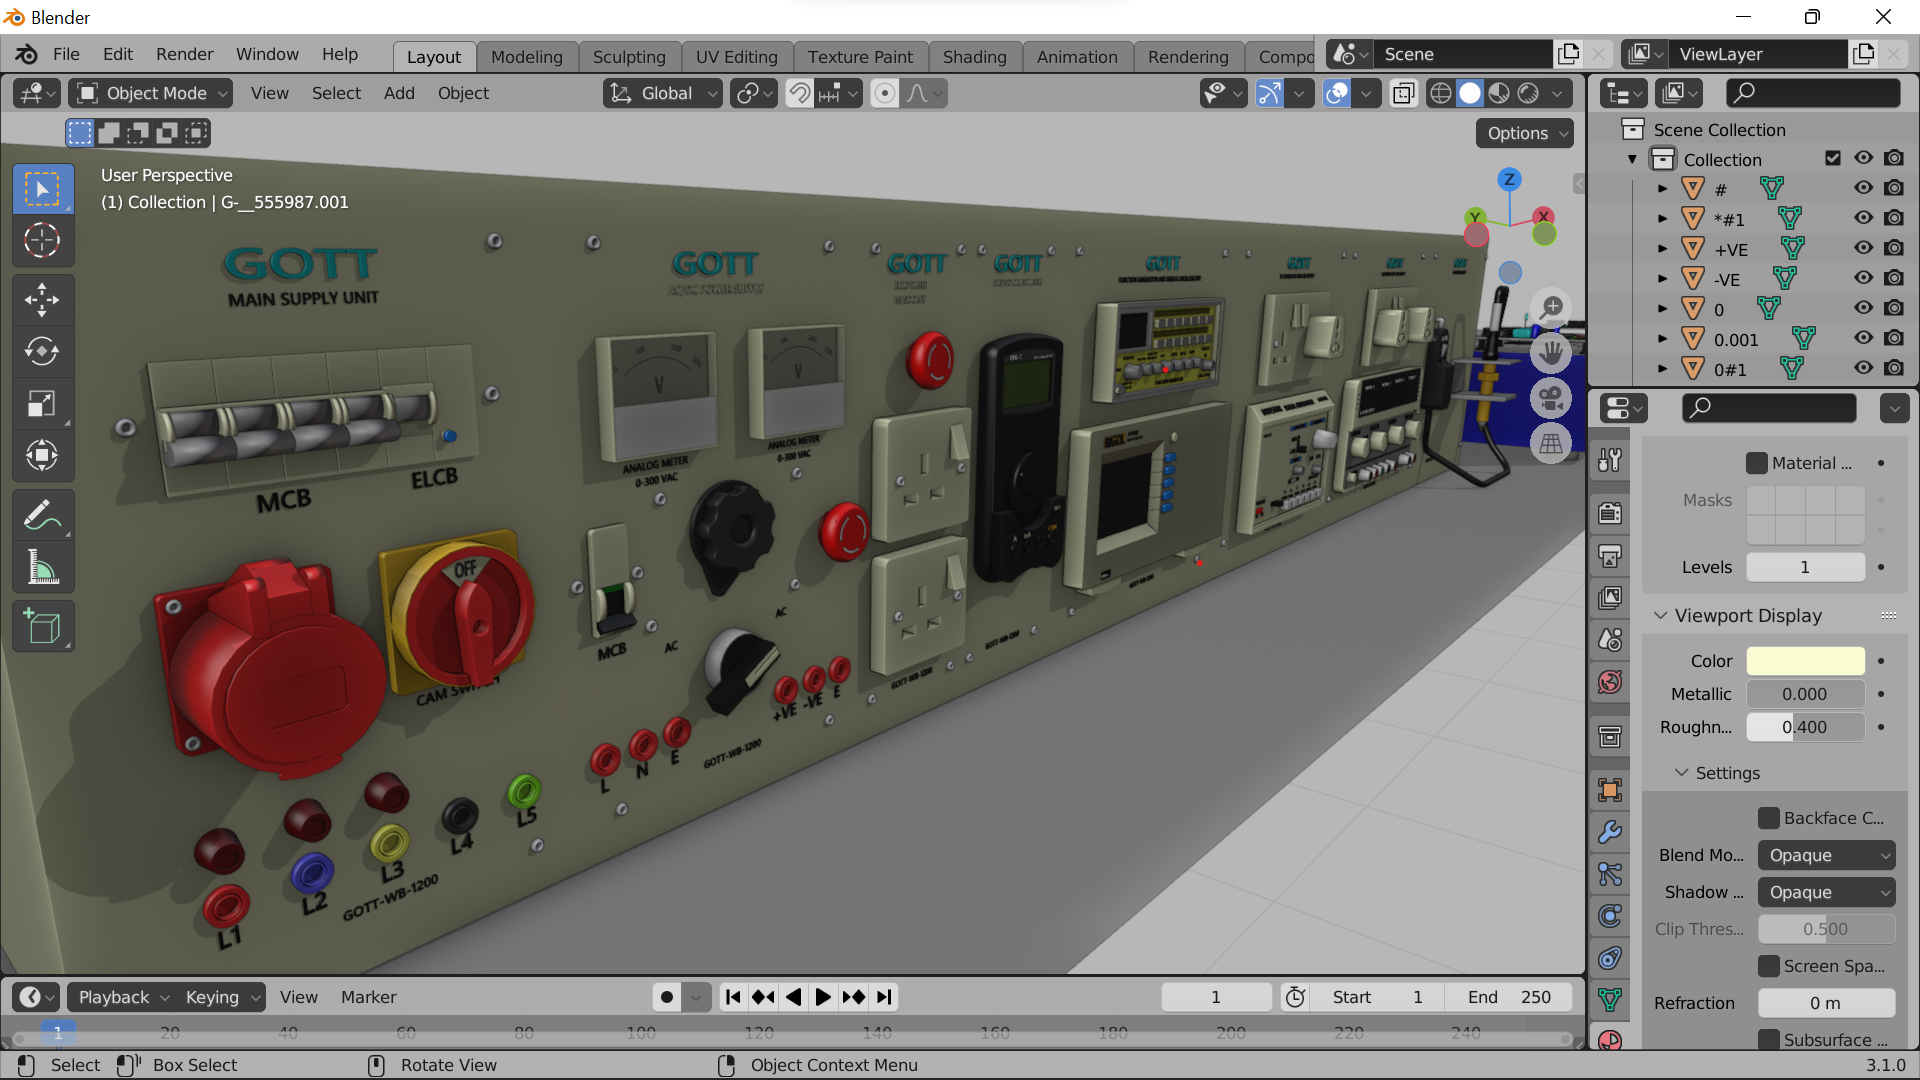 Blender
File Edit Render Window Help
Layout Modeling Sculpting UV Editing Texture Paint Shading Animation Rendering Compo
Scene
ViewLayer
Object Mode
View Select Add Object
Global
Options
User Perspective
(1) Collection | G-__555987.001
Z
Y
X
Scene Collection
Collection
#
*#1
+VE
-VE
0
0.001
0#1
GOTT
MAIN SUPPLY UNIT
MCB
ELCB
OFF
CAM SWITCH
L1
L2
L3
L4
L5
GOTT-WB-1200
GOTT
AC/DC POWER SUPPLY
V
ANALOG METER
0-300 VAC
V
ANALOG METER
0-300 VAC
MCB
AC
AC
L
N
E
+VE
-VE
E
GOTT-WB-1200
GOTT
GOTT-WB-1200
GOTT
GOTT-WB-1200
GOTT
GOTT
GOTT
Material ...
Masks
Levels 1
Viewport Display
Color
Metallic 0.000
Roughn... 0.400
Settings
Backface C...
Blend Mo... Opaque
Shadow ... Opaque
Clip Thres... 0.500
Screen Spa...
Refraction 0 m
Subsurface ...
Playback Keying View Marker
1
Start 1
End 250
1 20 40 60 80 100 120 140 160 180 200 220 240
Select Box Select Rotate View Object Context Menu
3.1.0